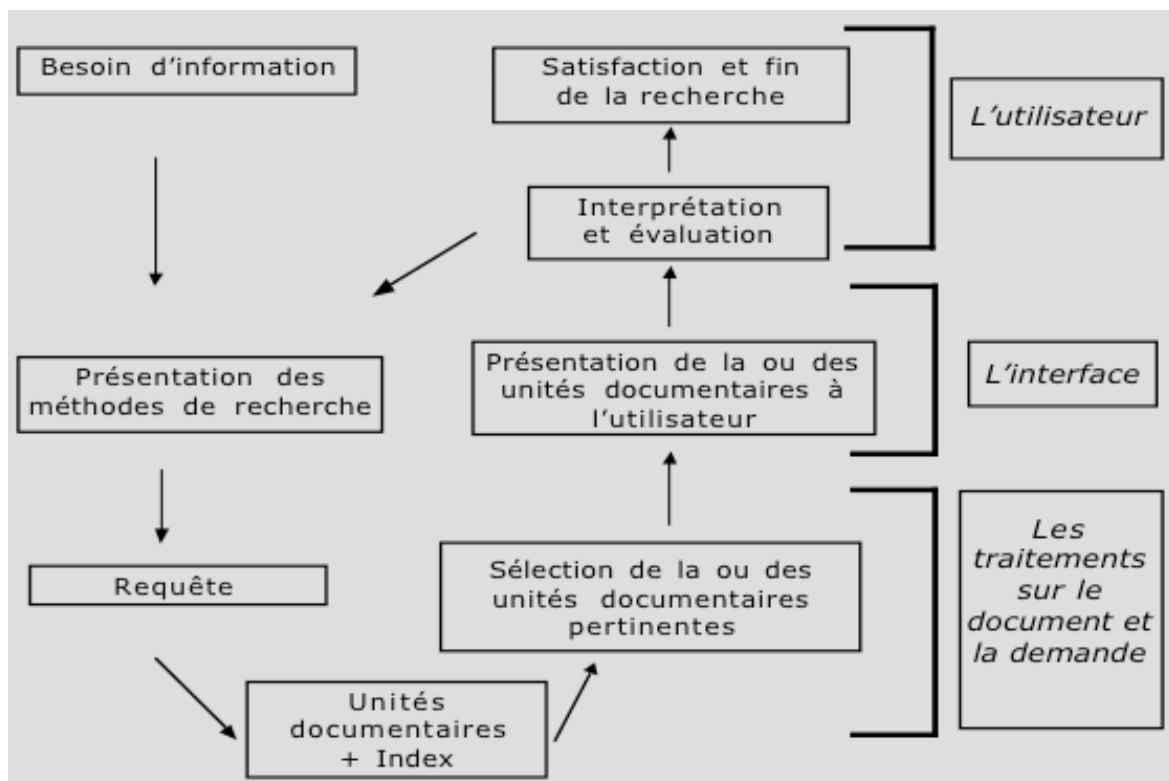 Besoin d'information
Satisfaction et fin
de la recherche
L'utilisateur
Interprétation
et évaluation
Présentation des
méthodes de recherche
Présentation de la ou des
unités documentaires à
l'utilisateur
L'interface
Requête
Sélection de la ou des
unités documentaires
pertinentes
Les
traitements
sur le
document et
la demande
Unités
documentaires
+ Index